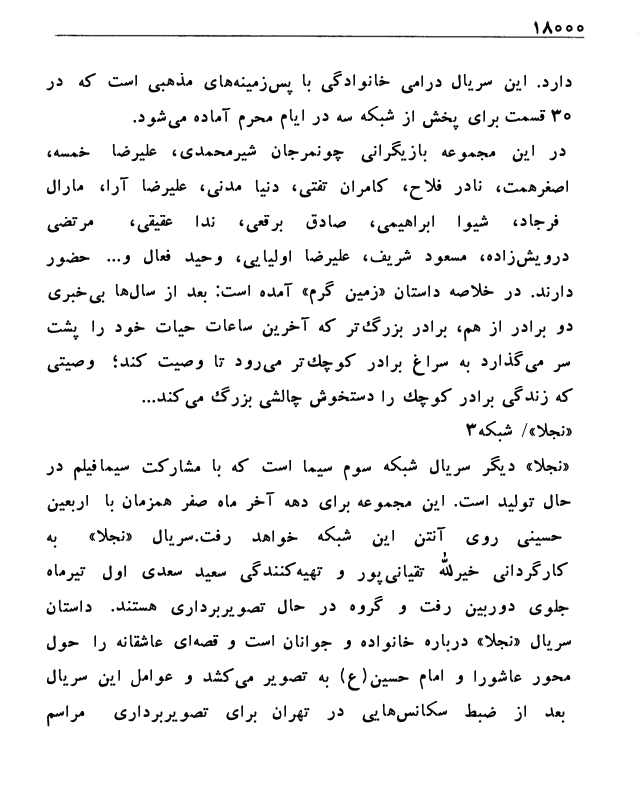 ۱۸۰۰۰
دارد. این سریال درامی خانوادگی با پس‌زمینه‌های مذهبی است که در
۳۰ قسمت برای پخش از شبکه سه در ایام محرم آماده می‌شود.
در این مجموعه بازیگرانی چونمرجان شیرمحمدی، علیرضا خمسه،
اصغرهمت، نادر فلاح، کامران تفتی، دنیا مدنی، علیرضا آرا، مارال
فرجاد، شیوا ابراهیمی، صادق برقعی، ندا عقیقی، مرتضی
درویش‌زاده، مسعود شریف، علیرضا اولیایی، وحید فعال و... حضور
دارند. در خلاصه داستان «زمین گرم» آمده است: بعد از سال‌ها بی‌خبری
دو برادر از هم، برادر بزرگ‌تر که آخرین ساعات حیات خود را پشت
سر می‌گذارد به سراغ برادر کوچك‌تر می‌رود تا وصیت کند؛ وصیتی
که زندگی برادر کوچك را دستخوش چالشی بزرگ می‌کند...
«نجلا»/ شبکه۳
«نجلا» دیگر سریال شبکه سوم سیما است که با مشارکت سیمافیلم در
حال تولید است. این مجموعه برای دهه آخر ماه صفر همزمان با اربعین
حسینی روی آنتن این شبکه خواهد رفت.سریال «نجلا» به
کارگردانی خیرالله تقیانی‌پور و تهیه‌کنندگی سعید سعدی اول تیرماه
جلوی دوربین رفت و گروه در حال تصویربرداری هستند. داستان
سریال «نجلا» درباره خانواده و جوانان است و قصه‌ای عاشقانه را حول
محور عاشورا و امام حسین(ع) به تصویر می‌کشد و عوامل این سریال
بعد از ضبط سکانس‌هایی در تهران برای تصویربرداری مراسم